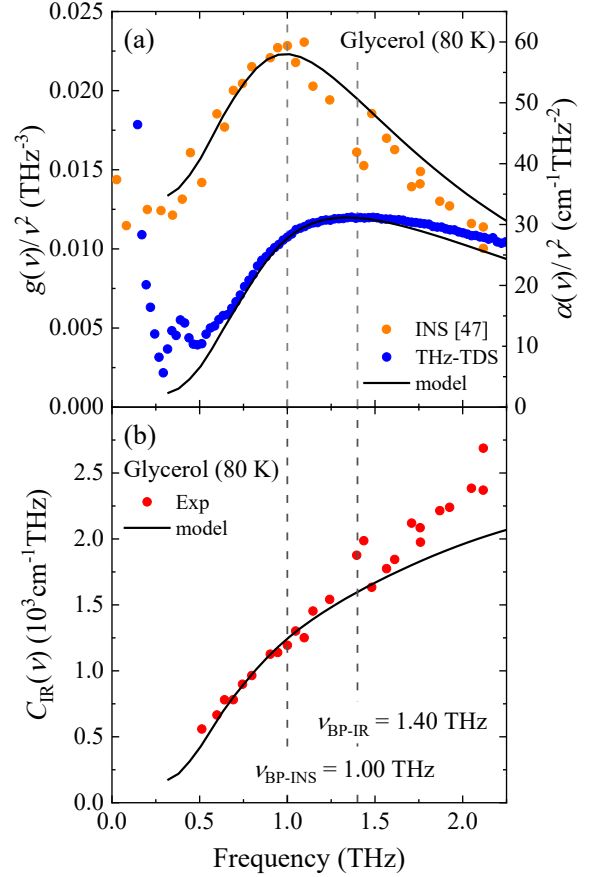 (a)
Glycerol (80 K)
g(ν)/ν² (THz⁻³)
0.025
0.020
0.015
0.010
0.005
0.000
60
50
40
30
20
10
0
α(ν)/ν² (cm⁻¹THz⁻²)
INS [47]
THz-TDS
model
(b)
Glycerol (80 K)
Exp
model
C_IR(ν) (10³cm⁻¹THz)
2.5
2.0
1.5
1.0
0.5
0.0
ν_BP-IR = 1.40 THz
ν_BP-INS = 1.00 THz
0.0 0.5 1.0 1.5 2.0
Frequency (THz)